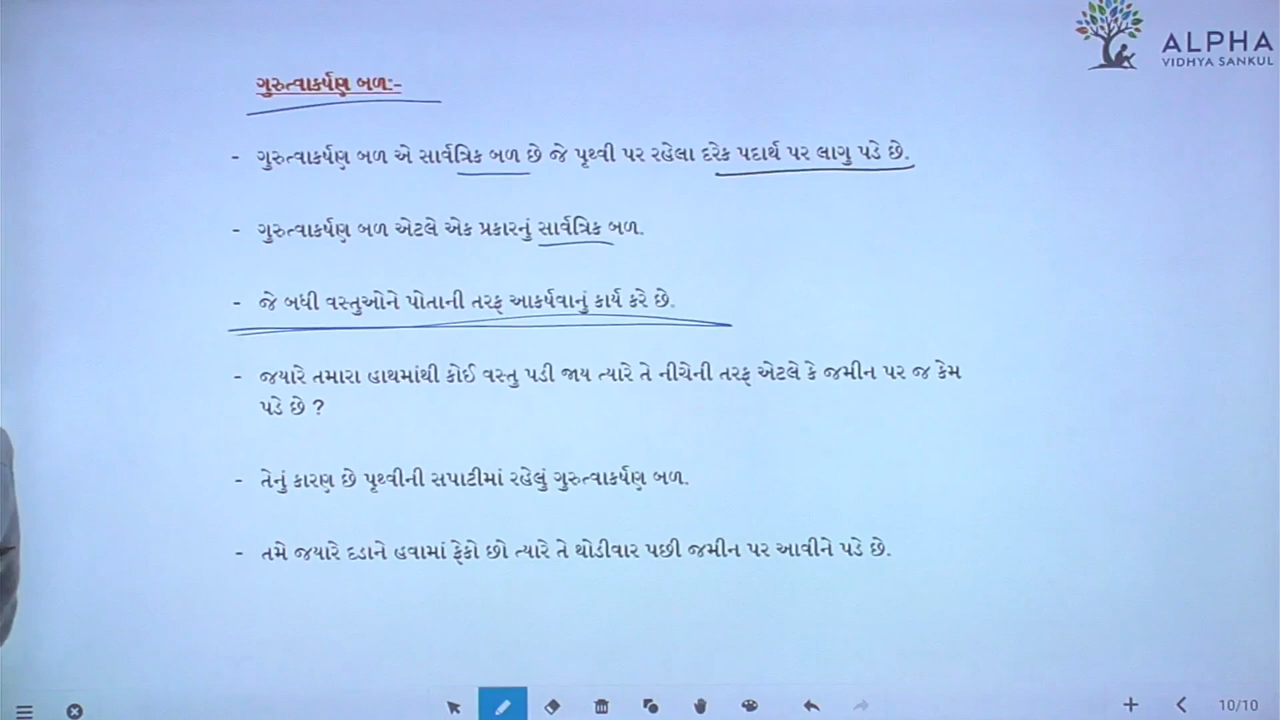 ALPHA
VIDHYA SANKUL
ગુરુત્વાકર્ષણ બળ:-
- ગુરુત્વાકર્ષણ બળ એ સાર્વત્રિક બળ છે જે પૃથ્વી પર રહેલા દરેક પદાર્થ પર લાગુ પડે છે.
- ગુરુત્વાકર્ષણ બળ એટલે એક પ્રકારનું સાર્વત્રિક બળ.
- જે બધી વસ્તુઓને પોતાની તરફ આકર્ષવાનું કાર્ય કરે છે.
- જયારે તમારા હાથમાંથી કોઈ વસ્તુ પડી જાય ત્યારે તે નીચેની તરફ એટલે કે જમીન પર જ કેમ
પડે છે ?
- તેનું કારણ છે પૃથ્વીની સપાટીમાં રહેલું ગુરુત્વાકર્ષણ બળ.
- તમે જયારે દડાને હવામાં ફેકો છો ત્યારે તે થોડીવાર પછી જમીન પર આવીને પડે છે.
10/10